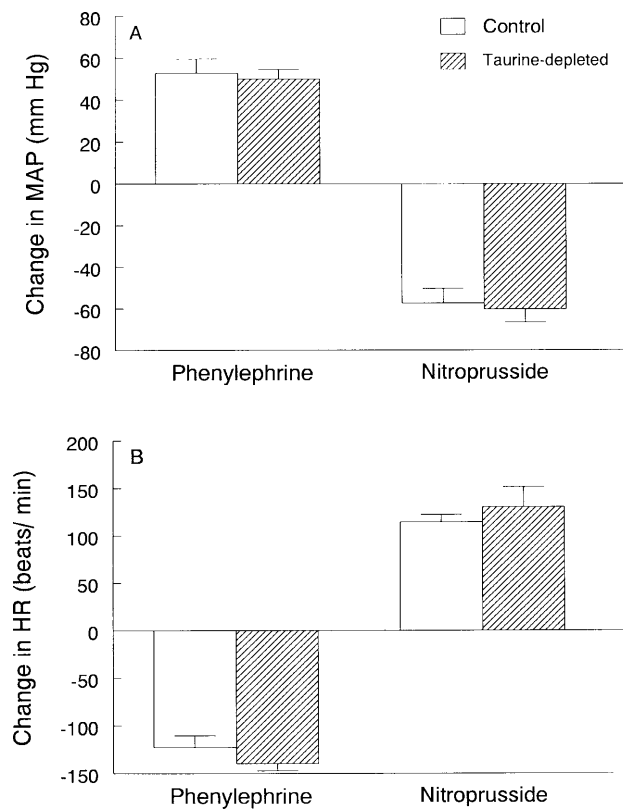 A
Control
Taurine-depleted
Change in MAP (mm Hg)
80
60
40
20
0
-20
-40
-60
-80
Phenylephrine Nitroprusside
B
Change in HR (beats/ min)
200
150
100
50
0
-50
-100
-150
Phenylephrine Nitroprusside